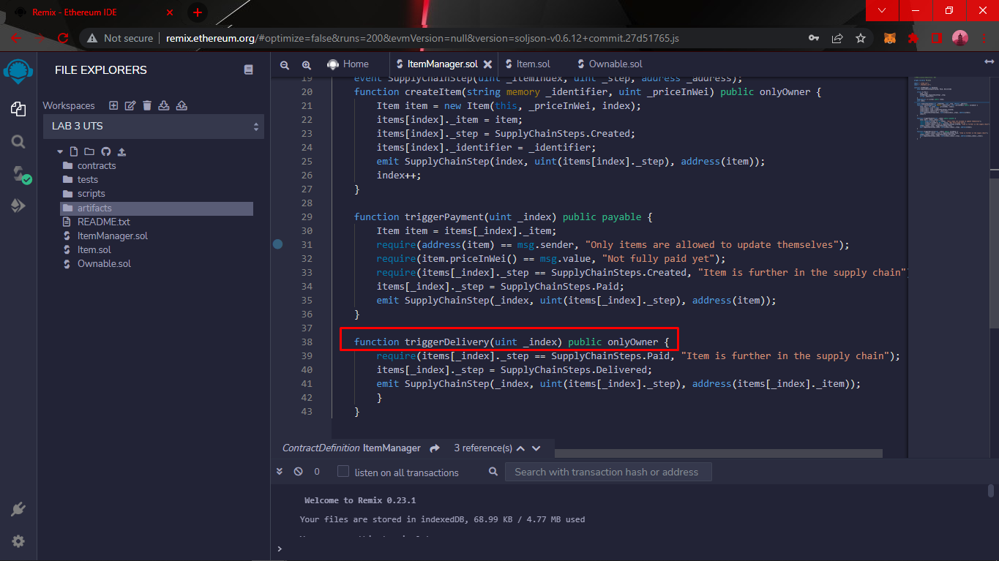 Remix - Ethereum IDE
Not secure
remix.ethereum.org/#optimize=false&runs=200&evmVersion=null&version=soljson-v0.6.12+commit.27d51765.js
FILE EXPLORERS
Workspaces
LAB 3 UTS
contracts
tests
scripts
artifacts
README.txt
ItemManager.sol
Item.sol
Ownable.sol
Home
ItemManager.sol
Item.sol
Ownable.sol
19 event SupplyChainStep(uint _itemIndex, uint _step, address _address);
20 function createItem(string memory _identifier, uint _priceInWei) public onlyOwner {
21 Item item = new Item(this, _priceInWei, index);
22 items[index]._item = item;
23 items[index]._step = SupplyChainSteps.Created;
24 items[index]._identifier = _identifier;
25 emit SupplyChainStep(index, uint(items[index]._step), address(item));
26 index++;
27 }
28
29 function triggerPayment(uint _index) public payable {
30 Item item = items[_index]._item;
31 require(address(item) == msg.sender, "Only items are allowed to update themselves");
32 require(item.priceInWei() == msg.value, "Not fully paid yet");
33 require(items[_index]._step == SupplyChainSteps.Created, "Item is further in the supply chain")
34 items[_index]._step = SupplyChainSteps.Paid;
35 emit SupplyChainStep(_index, uint(items[_index]._step), address(item));
36 }
37
38 function triggerDelivery(uint _index) public onlyOwner {
39 require(items[_index]._step == SupplyChainSteps.Paid, "Item is further in the supply chain");
40 items[_index]._step = SupplyChainSteps.Delivered;
41 emit SupplyChainStep(_index, uint(items[_index]._step), address(items[_index]._item));
42 }
43 }
ContractDefinition ItemManager 3 reference(s)
0 listen on all transactions
Search with transaction hash or address
Welcome to Remix 0.23.1
Your files are stored in indexedDB, 68.99 KB / 4.77 MB used
>